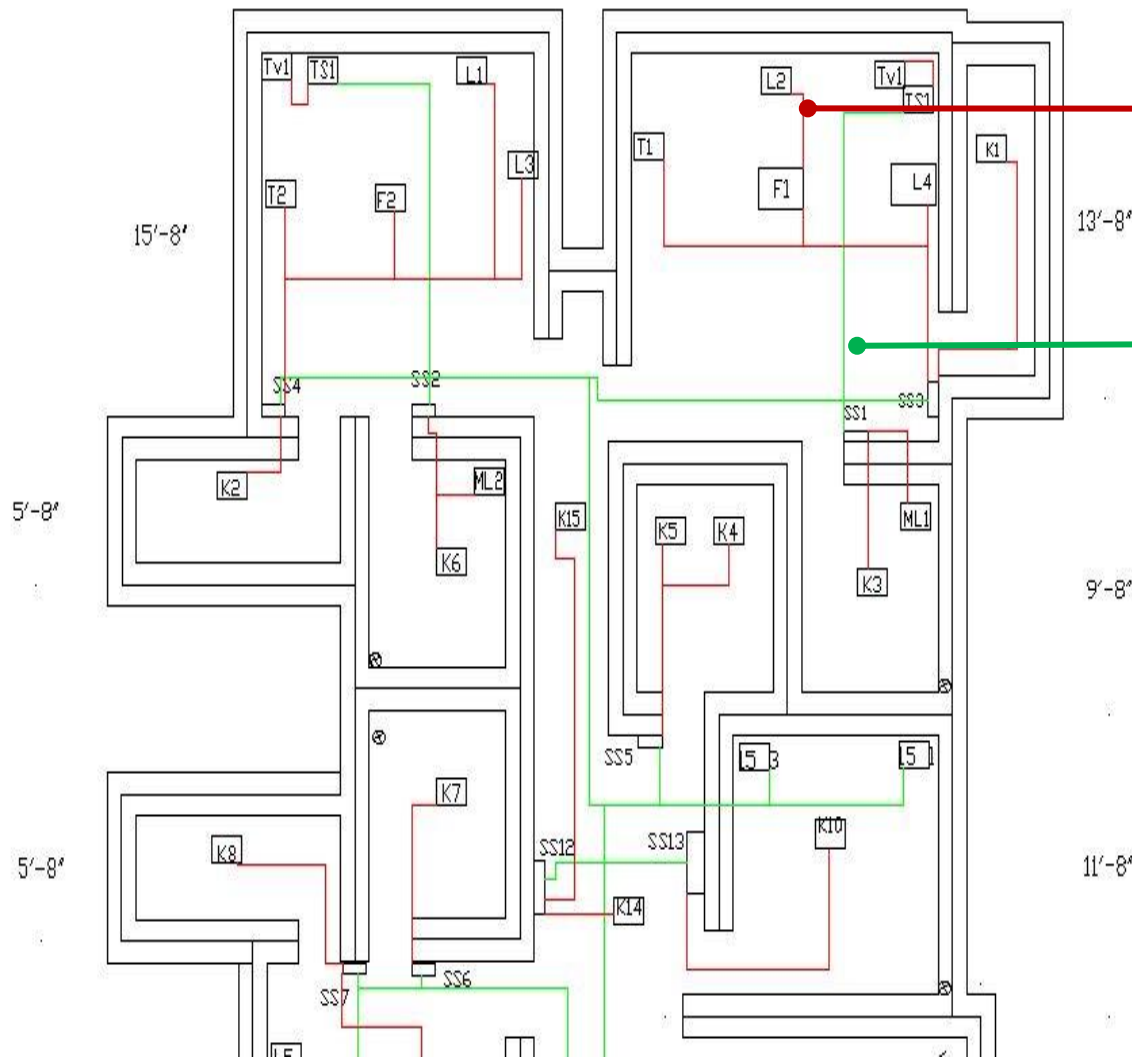 Tv1
TS1
L1
L2
Tv1
TS1
T1
K1
L3
F1
L4
T2
F2
15'-8"
13'-8"
SS4
SS2
SS3
SS1
K2
ML2
K15
ML1
5'-8"
K5
K4
K6
K3
9'-8"
SS5
L5 3
L5 1
K7
K10
SS13
SS12
K8
5'-8"
11'-8"
K14
SS6
SS7